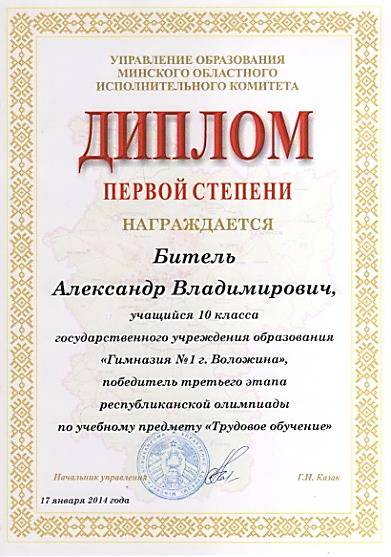 УПРАВЛЕНИЕ ОБРАЗОВАНИЯ
МИНСКОГО ОБЛАСТНОГО
ИСПОЛНИТЕЛЬНОГО КОМИТЕТА
ДИПЛОМ
ПЕРВОЙ СТЕПЕНИ
НАГРАЖДАЕТСЯ
Битель
Александр Владимирович,
учащийся 10 класса
государственного учреждения образования
«Гимназия №1 г. Воложина»,
победитель третьего этапа
республиканской олимпиады
по учебному предмету «Трудовое обучение»
Начальник управления Г.Н. Казак
17 января 2014 года